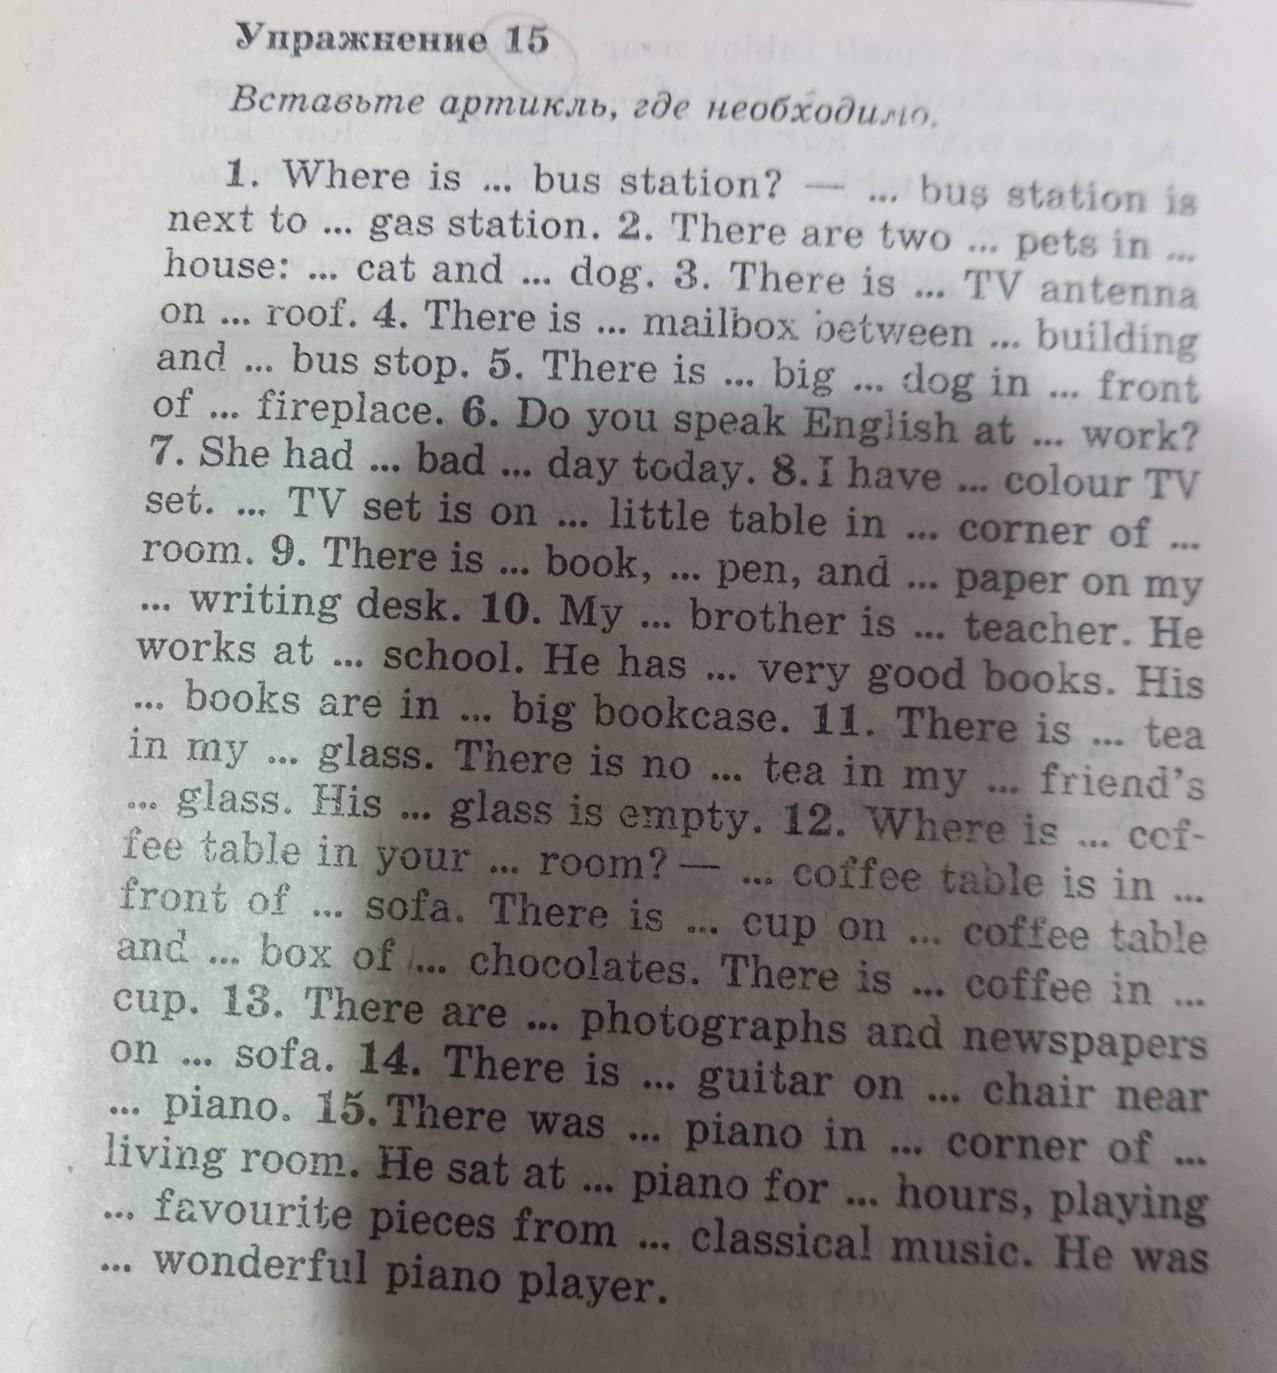 Упражнение 15
Вставьте артикль, где необходимо.
1. Where is ... bus station? — ... bus station is
next to ... gas station. 2. There are two ... pets in ...
house: ... cat and ... dog. 3. There is ... TV antenna
on ... roof. 4. There is ... mailbox between ... building
and ... bus stop. 5. There is ... big ... dog in ... front
of ... fireplace. 6. Do you speak English at ... work?
7. She had ... bad ... day today. 8. I have ... colour TV
set. ... TV set is on ... little table in ... corner of ...
room. 9. There is ... book, ... pen, and ... paper on my
... writing desk. 10. My ... brother is ... teacher. He
works at ... school. He has ... very good books. His
... books are in ... big bookcase. 11. There is ... tea
in my ... glass. There is no ... tea in my ... friend's
... glass. His ... glass is empty. 12. Where is ... cof-
fee table in your ... room? — ... coffee table is in ...
front of ... sofa. There is ... cup on ... coffee table
and ... box of ... chocolates. There is ... coffee in ...
cup. 13. There are ... photographs and newspapers
on ... sofa. 14. There is ... guitar on ... chair near
... piano. 15. There was ... piano in ... corner of ...
living room. He sat at ... piano for ... hours, playing
... favourite pieces from ... classical music. He was
... wonderful piano player.